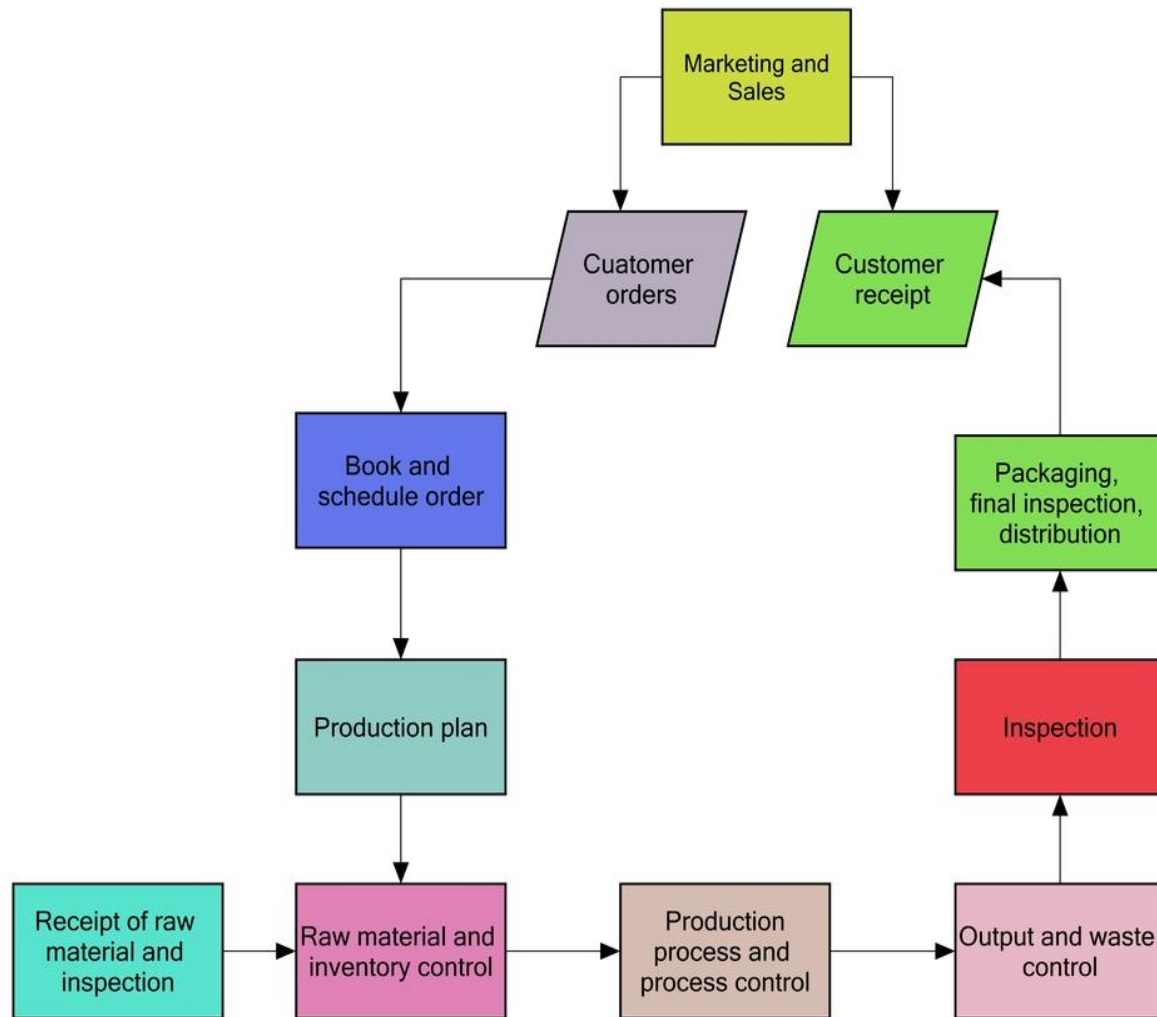 Marketing and
Sales
Cuatomer
orders
Customer
receipt
Book and
schedule order
Packaging,
final inspection,
distribution
Production plan
Inspection
Receipt of raw
material and
inspection
Raw material and
inventory control
Production
process and
process control
Output and waste
control